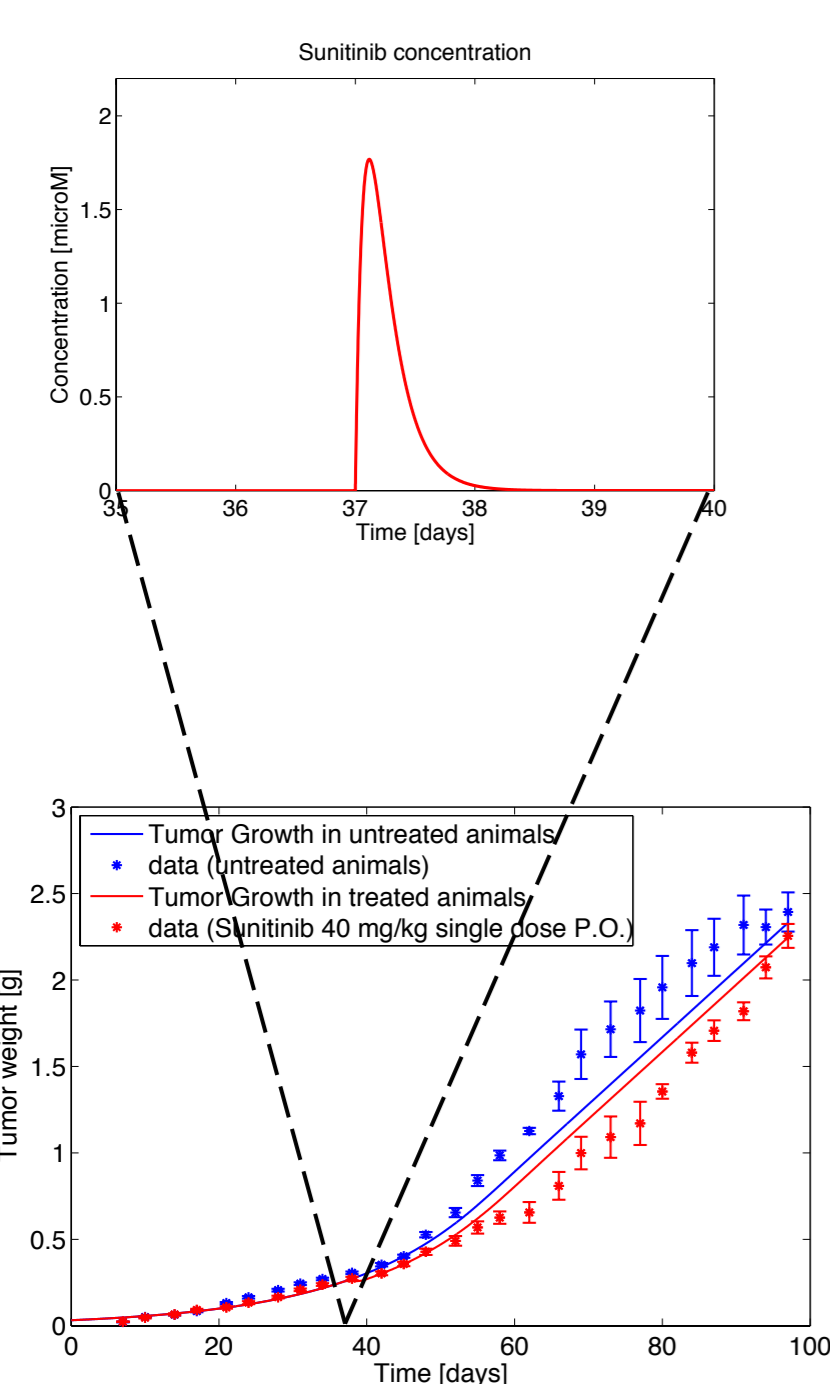 Sunitinib concentration
Concentration [microM]
2
1.5
1
0.5
0
35 36 37 38 39 40
Time [days]
Tumor weight [g]
3
2.5
2
1.5
1
0.5
0
Tumor Growth in untreated animals
data (untreated animals)
Tumor Growth in treated animals
data (Sunitinib 40 mg/kg single dose P.O.)
0 20 40 60 80 100
Time [days]